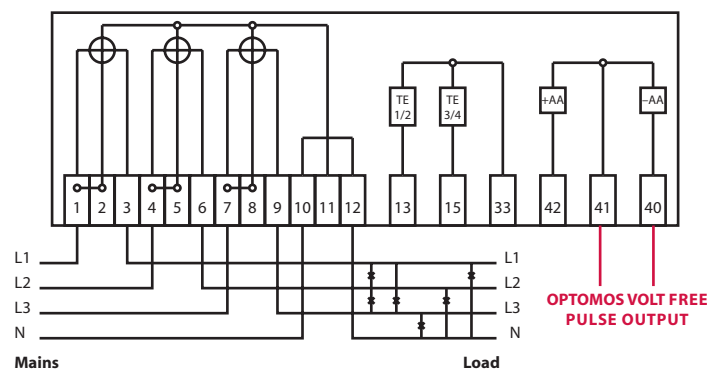 TE 1/2
TE 3/4
+AA
–AA
1 2 3 4 5 6 7 8 9 10 11 12 13 15 33 42 41 40
L1 L1
L2 L2
L3 L3
N N
OPTOMOS VOLT FREE
PULSE OUTPUT
Mains Load